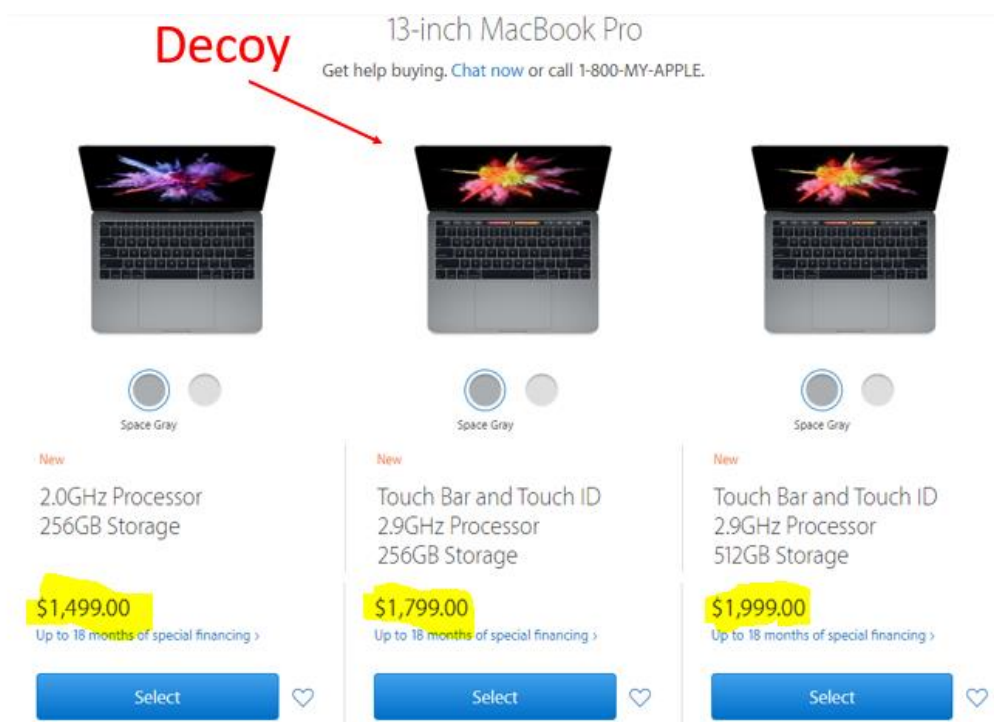 Decoy
13-inch MacBook Pro
Get help buying. Chat now or call 1-800-MY-APPLE.
Space Gray
Space Gray
Space Gray
New
2.0GHz Processor
256GB Storage
$1,499.00
Up to 18 months of special financing >
Select
New
Touch Bar and Touch ID
2.9GHz Processor
256GB Storage
$1,799.00
Up to 18 months of special financing >
Select
New
Touch Bar and Touch ID
2.9GHz Processor
512GB Storage
$1,999.00
Up to 18 months of special financing >
Select